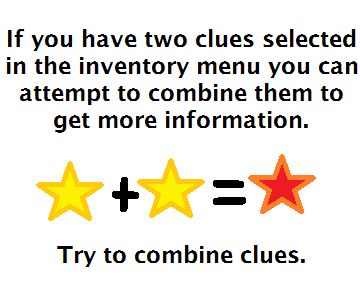 If you have two clues selected
in the inventory menu you can
attempt to combine them to
get more information.
+ =
Try to combine clues.